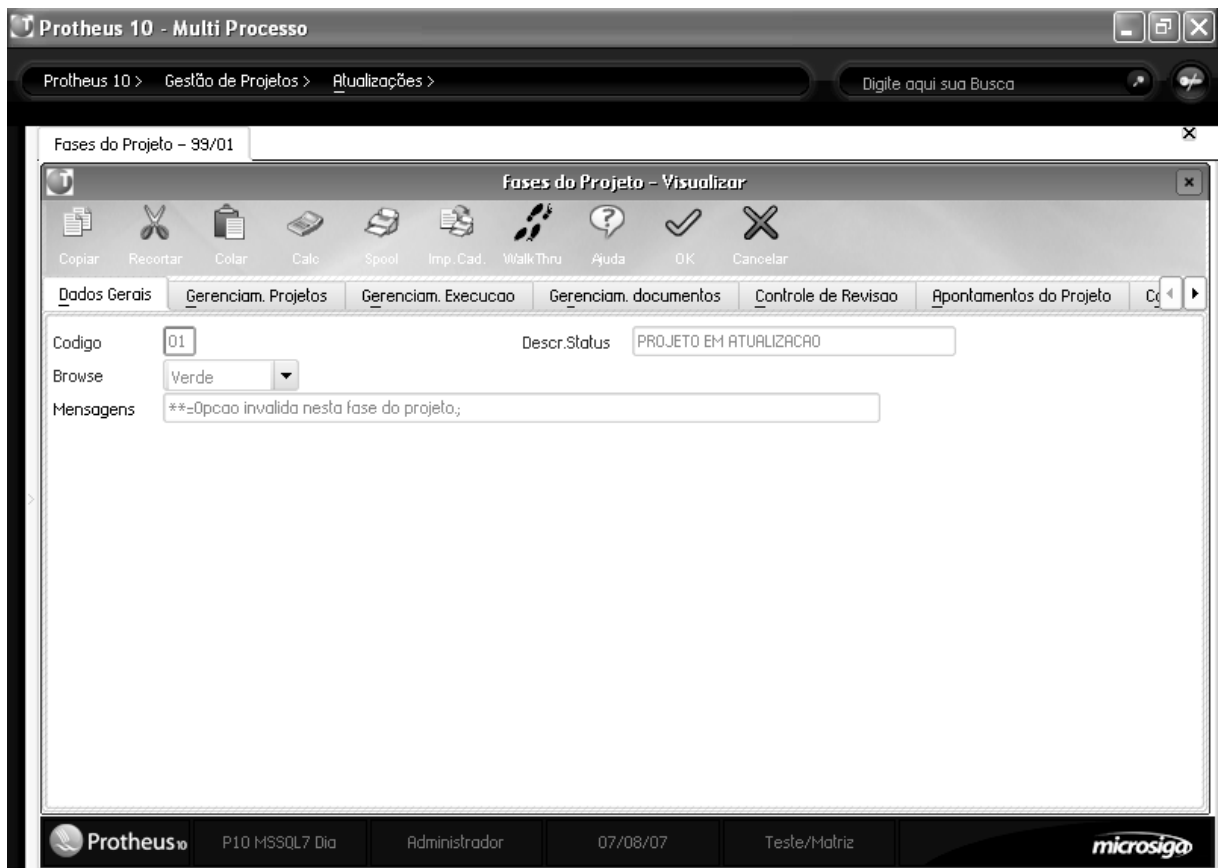 Protheus 10 - Multi Processo
Protheus 10 > Gestão de Projetos > Atualizações >
Digite aqui sua Busca
Fases do Projeto - 99/01
Fases do Projeto - Visualizar
Copiar Recortar Colar Calc Spool Imp.Cad. WalkThru Ajuda OK Cancelar
Dados Gerais Gerenciam. Projetos Gerenciam. Execucao Gerenciam. documentos Controle de Revisao Apontamentos do Projeto
Codigo 01 Descr.Status PROJETO EM ATUALIZACAO
Browse Verde
Mensagens **=Opcao invalida nesta fase do projeto.;
Protheus 10 P10 MSSQL7 Dia Administrador 07/08/07 Teste/Matriz microsiga